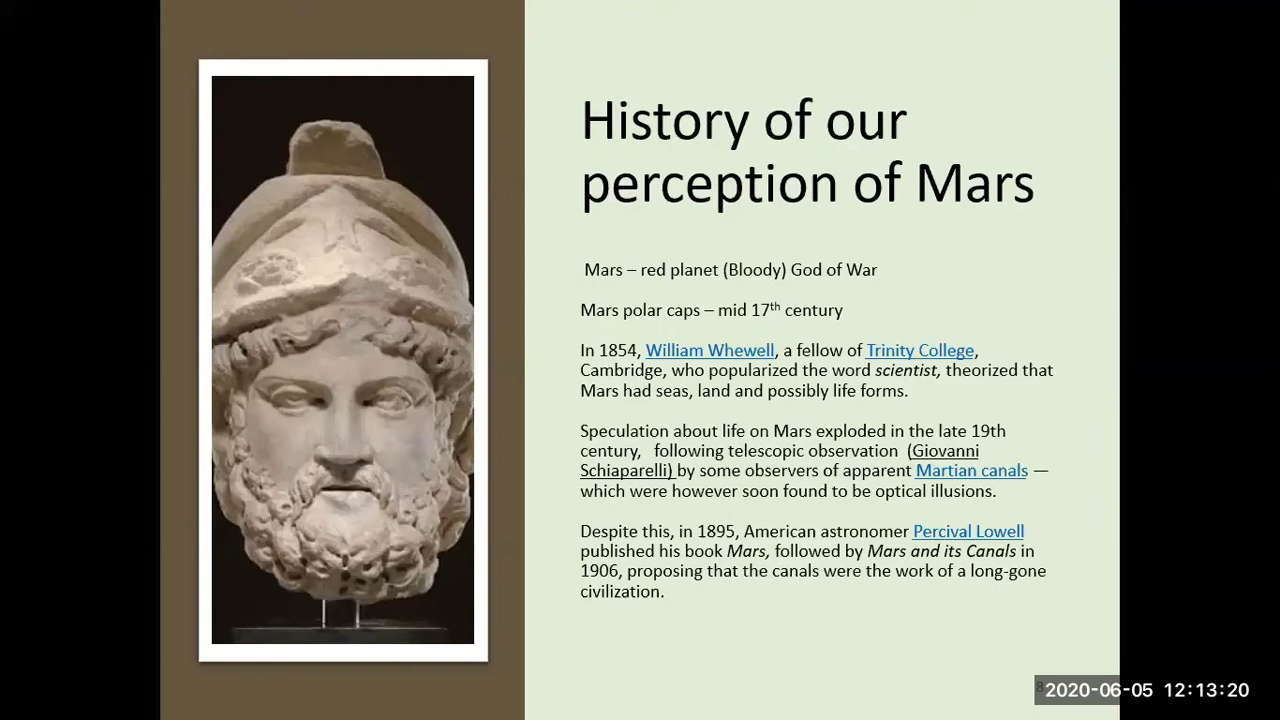 History of our
perception of Mars
Mars – red planet (Bloody) God of War
Mars polar caps – mid 17th century
In 1854, William Whewell, a fellow of Trinity College,
Cambridge, who popularized the word scientist, theorized that
Mars had seas, land and possibly life forms.
Speculation about life on Mars exploded in the late 19th
century, following telescopic observation (Giovanni
Schiaparelli) by some observers of apparent Martian canals —
which were however soon found to be optical illusions.
Despite this, in 1895, American astronomer Percival Lowell
published his book Mars, followed by Mars and its Canals in
1906, proposing that the canals were the work of a long-gone
civilization.
8
2020-06-05 12:13:20